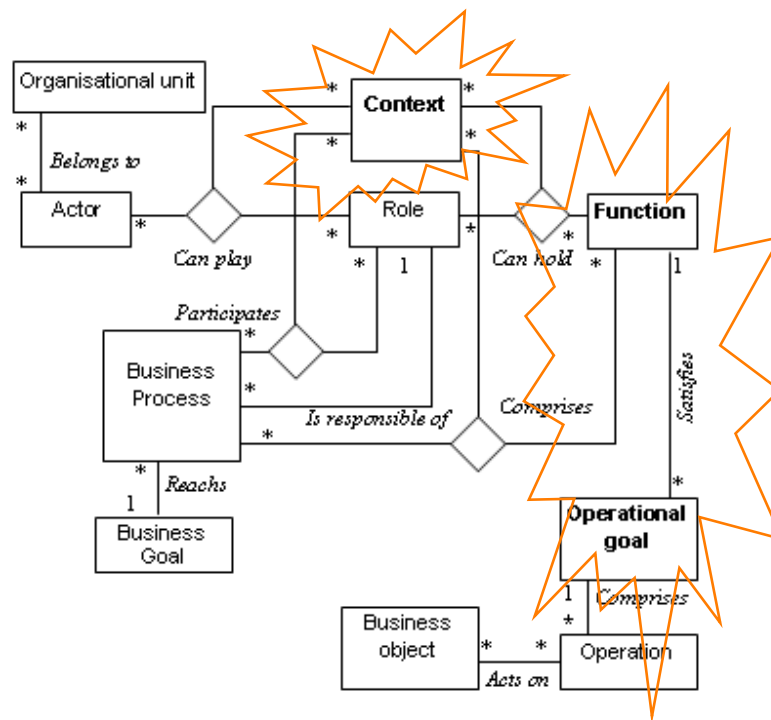 Organisational unit
*
*
Context
*
*
*
*
Belongs to
*
Actor
*
Role
*
*
Function
*
Can play
*
1
Can hold
*
1
Participates
*
Business
Process
*
Is responsible of
Comprises
Satisfies
*
*
Reachs
1
*
Business
Goal
Operational
goal
1
Comprises
*
Business
object
*
*
Operation
Acts on